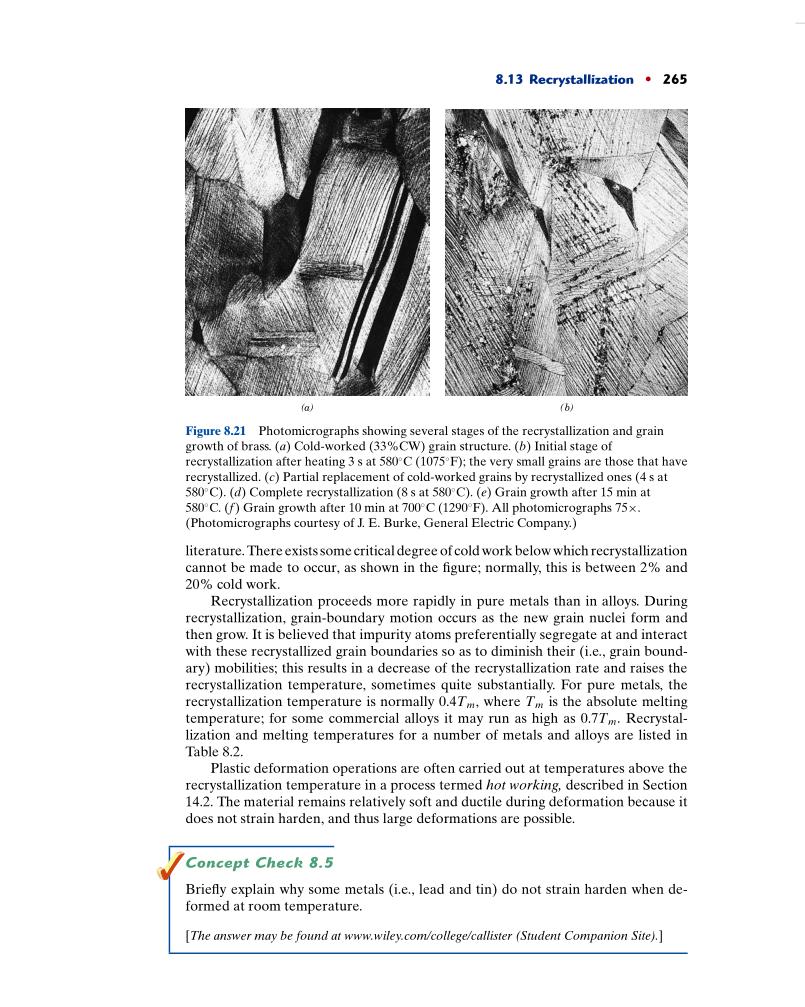 8.13 Recrystallization • 265
(a)
(b)
Figure 8.21 Photomicrographs showing several stages of the recrystallization and grain
growth of brass. (a) Cold-worked (33%CW) grain structure. (b) Initial stage of
recrystallization after heating 3 s at 580°C (1075°F); the very small grains are those that have
recrystallized. (c) Partial replacement of cold-worked grains by recrystallized ones (4 s at
580°C). (d) Complete recrystallization (8 s at 580°C). (e) Grain growth after 15 min at
580°C. (f) Grain growth after 10 min at 700°C (1290°F). All photomicrographs 75×.
(Photomicrographs courtesy of J. E. Burke, General Electric Company.)
literature. There exists some critical degree of cold work below which recrystallization
cannot be made to occur, as shown in the figure; normally, this is between 2% and
20% cold work.
Recrystallization proceeds more rapidly in pure metals than in alloys. During
recrystallization, grain-boundary motion occurs as the new grain nuclei form and
then grow. It is believed that impurity atoms preferentially segregate at and interact
with these recrystallized grain boundaries so as to diminish their (i.e., grain bound-
ary) mobilities; this results in a decrease of the recrystallization rate and raises the
recrystallization temperature, sometimes quite substantially. For pure metals, the
recrystallization temperature is normally 0.4Tm, where Tm is the absolute melting
temperature; for some commercial alloys it may run as high as 0.7Tm. Recrystal-
lization and melting temperatures for a number of metals and alloys are listed in
Table 8.2.
Plastic deformation operations are often carried out at temperatures above the
recrystallization temperature in a process termed hot working, described in Section
14.2. The material remains relatively soft and ductile during deformation because it
does not strain harden, and thus large deformations are possible.
Concept Check 8.5
Briefly explain why some metals (i.e., lead and tin) do not strain harden when de-
formed at room temperature.
[The answer may be found at www.wiley.com/college/callister (Student Companion Site).]